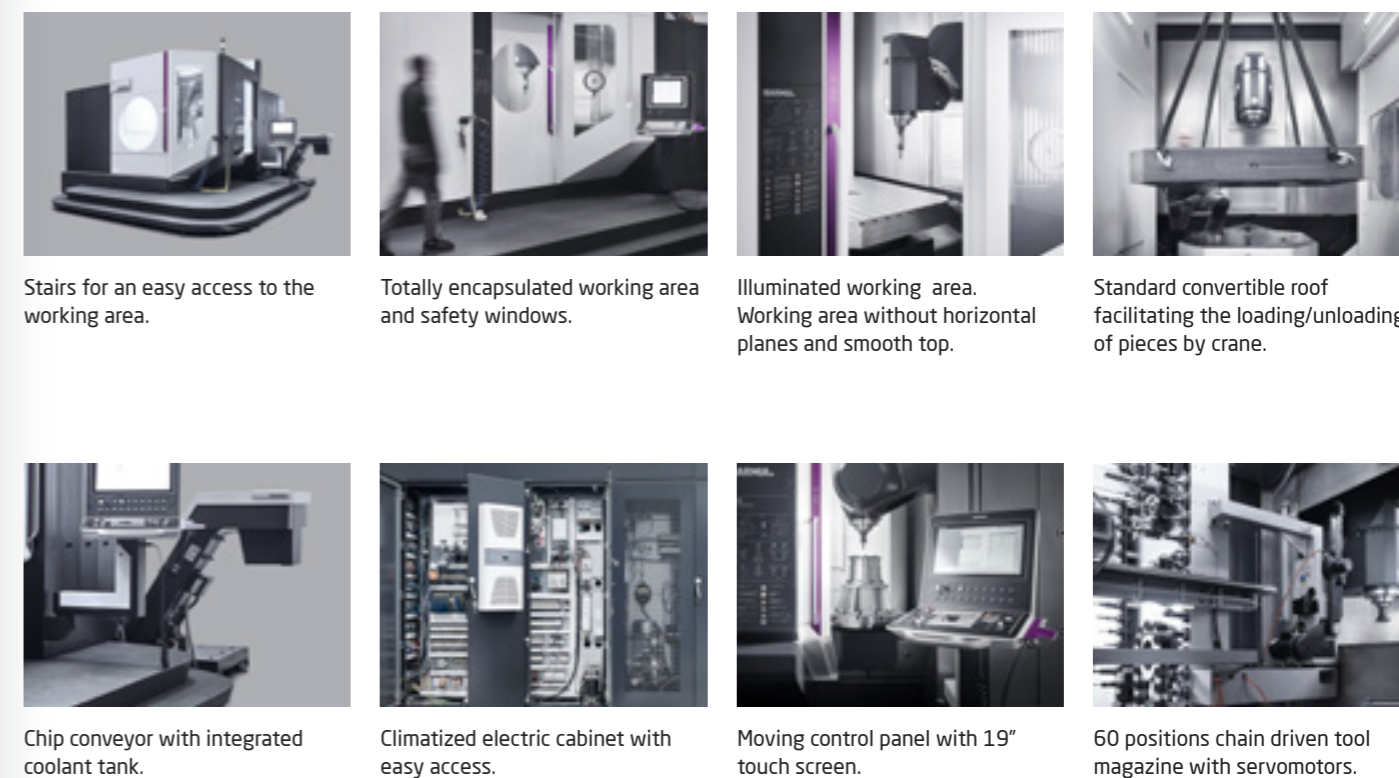 Stairs for an easy access to the
working area.
Totally encapsulated working area
and safety windows.
Illuminated working  area.
Working area without horizontal
planes and smooth top.
Standard convertible roof
facilitating the loading/unloading
of pieces by crane.
Chip conveyor with integrated
coolant tank.
Climatized electric cabinet with
easy access.
Moving control panel with 19”
touch screen.
60 positions chain driven tool
magazine with servomotors.